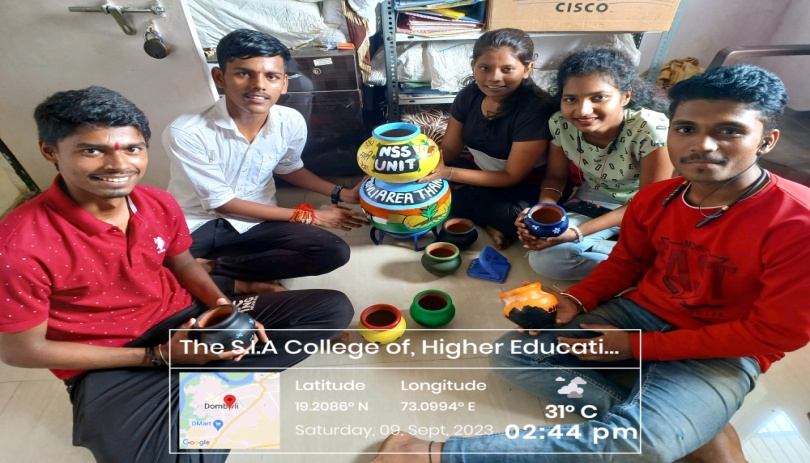 CISCO
NSS
UNIT
The S.I.A College of, Higher Educati...
Latitude
Longitude
19.2086° N
73.0994° E
Saturday, 09, Sept, 2023
31° C
02:44 pm
Dombivli
DMart
Google